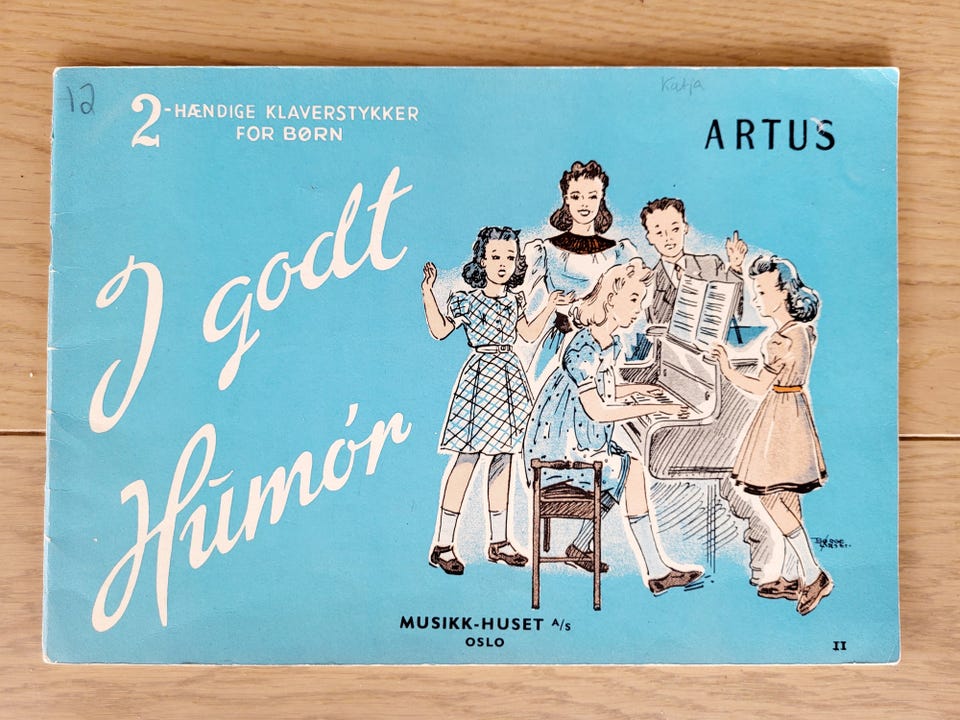 12
Katja
2-HÆNDIGE KLAVERSTYKKER
FOR BØRN
ARTUS
I godt
Humór
MUSIKK-HUSET A/S
OSLO
II